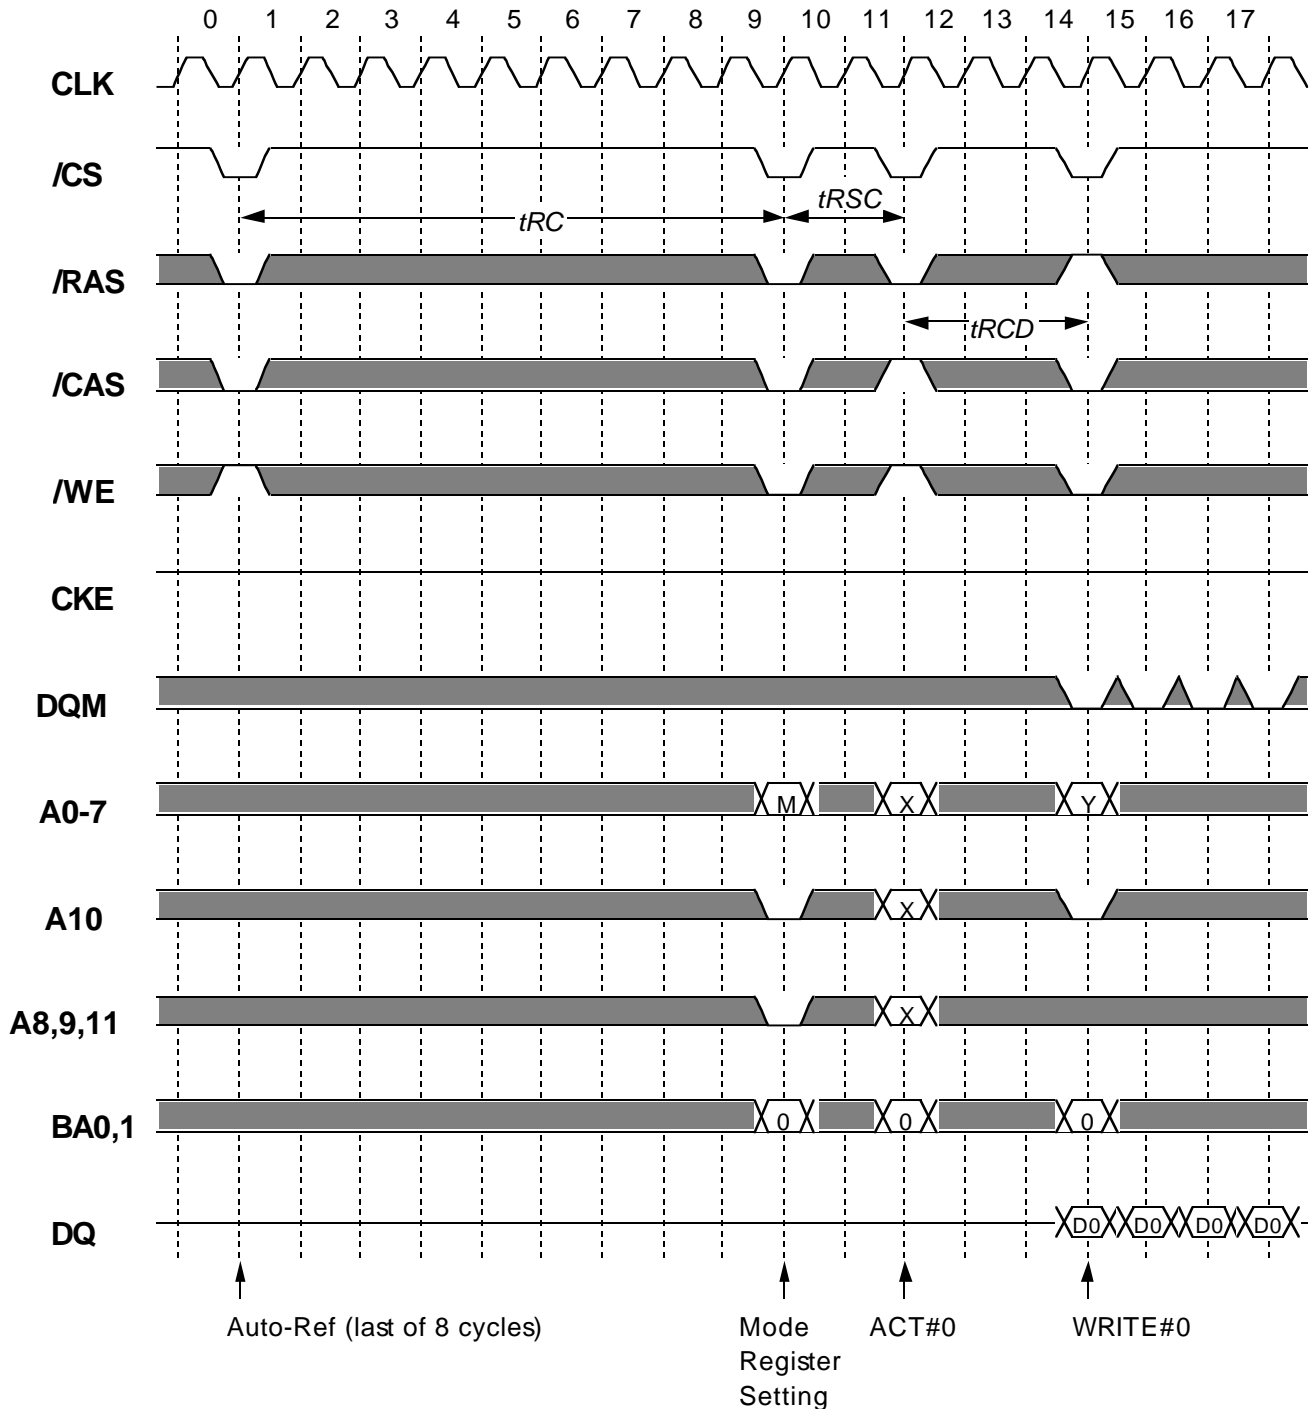 0 1 2 3 4 5 6 7 8 9 10 11 12 13 14 15 16 17
CLK
/CS
tRC
tRSC
/RAS
tRCD
/CAS
/WE
CKE
DQM
A0-7 M X Y
A10 X
A8,9,11 X
BA0,1 0 0 0
DQ D0 D0 D0 D0
Auto-Ref (last of 8 cycles)
Mode
Register
Setting
ACT#0
WRITE#0